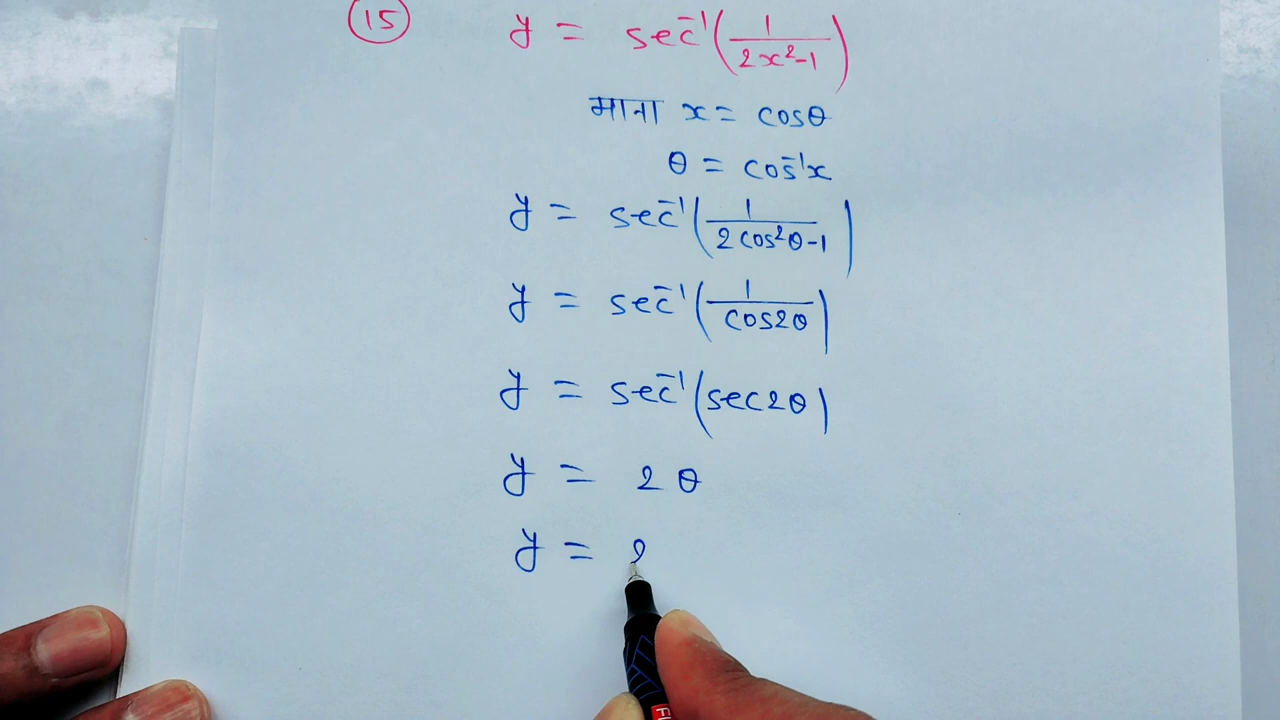 (15) y = sec⁻¹(1/(2x²-1))
माना x = cosθ
θ = cos⁻¹x
y = sec⁻¹(1/(2cos²θ-1))
y = sec⁻¹(1/cos2θ)
y = sec⁻¹(sec2θ)
y = 2θ
y = 2